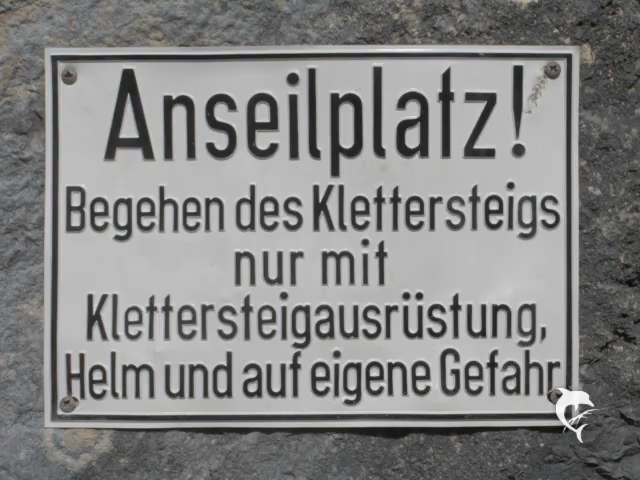 Anseilplatz!
Begehen des Klettersteigs
nur mit
Klettersteigausrüstung,
Helm und auf eigene Gefahr